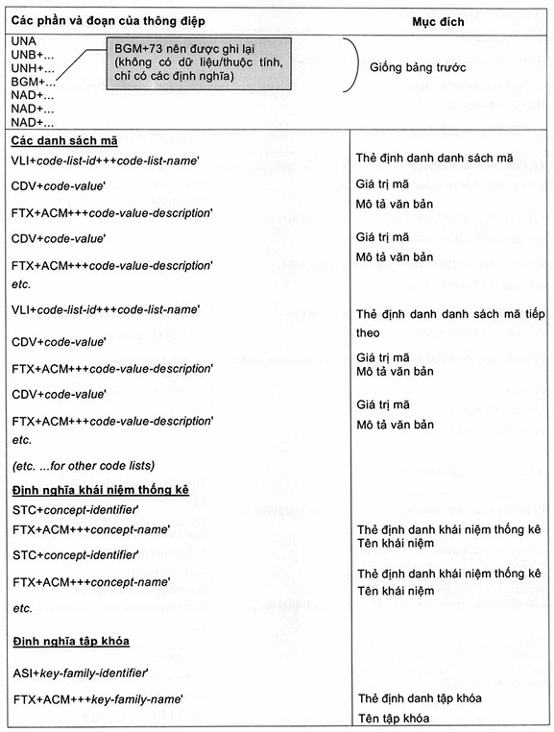 Các phần và đoạn của thông điệp
Mục đích
UNA
UNB+...
UNH+...
BGM+...
NAD+...
NAD+...
NAD+...
BGM+73 nên được ghi lại
(không có dữ liệu/thuộc tính,
chỉ có các định nghĩa)
Giống bảng trước
Các danh sách mã
VLI+code-list-id+++code-list-name'
Thẻ định danh danh sách mã
CDV+code-value'
Giá trị mã
FTX+ACM+++code-value-description'
Mô tả văn bản
CDV+code-value'
Giá trị mã
FTX+ACM+++code-value-description'
Mô tả văn bản
etc.
VLI+code-list-id+++code-list-name'
Thẻ định danh danh sách mã tiếp
theo
CDV+code-value'
Giá trị mã
FTX+ACM+++code-value-description'
Mô tả văn bản
CDV+code-value'
Giá trị mã
FTX+ACM+++code-value-description'
Mô tả văn bản
etc.
(etc. ...for other code lists)
Định nghĩa khái niệm thống kê
STC+concept-identifier'
FTX+ACM+++concept-name'
Thẻ định danh khái niệm thống kê
Tên khái niệm
STC+concept-identifier'
FTX+ACM+++concept-name'
Thẻ định danh khái niệm thống kê
Tên khái niệm
etc.
Định nghĩa tập khóa
ASI+key-family-identifier'
FTX+ACM+++key-family-name'
Thẻ định danh tập khóa
Tên tập khóa